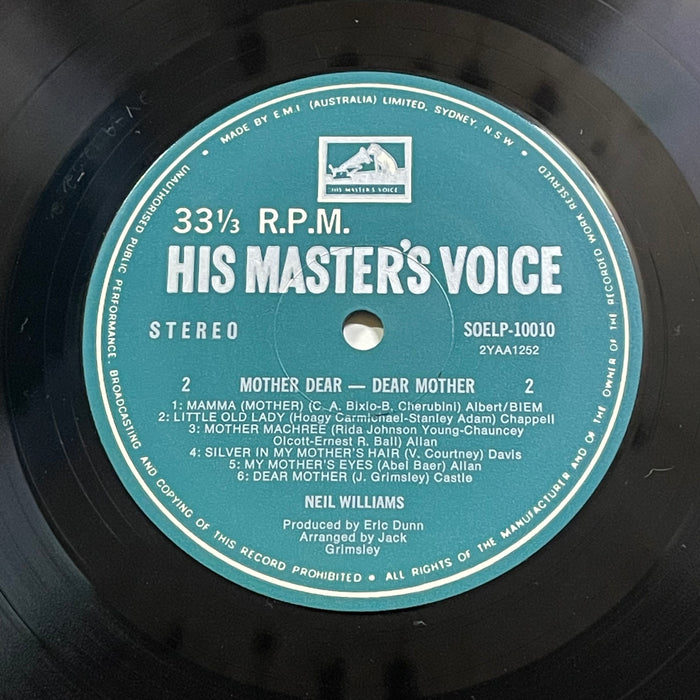 MADE BY E.M.I (AUSTRALIA) LIMITED, SYDNEY, N.S.W •
HIS MASTER'S VOICE
33⅓ R.P.M.
HIS MASTER'S VOICE
STEREO
SOELP-10010
2YAA1252
2 MOTHER DEAR — DEAR MOTHER 2
1: MAMMA (MOTHER) (C. A. Bixio-B. Cherubini) Albert/BIEM
2: LITTLE OLD LADY (Hoagy Carmichael-Stanley Adam) Chappell
3: MOTHER MACHREE (Rida Johnson Young-Chauncey
Olcott-Ernest R. Ball) Allan
4: SILVER IN MY MOTHER'S HAIR (V. Courtney) Davis
5: MY MOTHER'S EYES (Abel Baer) Allan
6: DEAR MOTHER (J. Grimsley) Castle
NEIL WILLIAMS
Produced by Eric Dunn
Arranged by Jack
Grimsley
UNAUTHORISED PUBLIC PERFORMANCE, BROADCASTING AND COPYING OF THIS RECORD PROHIBITED • ALL RIGHTS OF THE MANUFACTURER AND OF THE OWNER OF THE RECORDED WORK RESERVED •